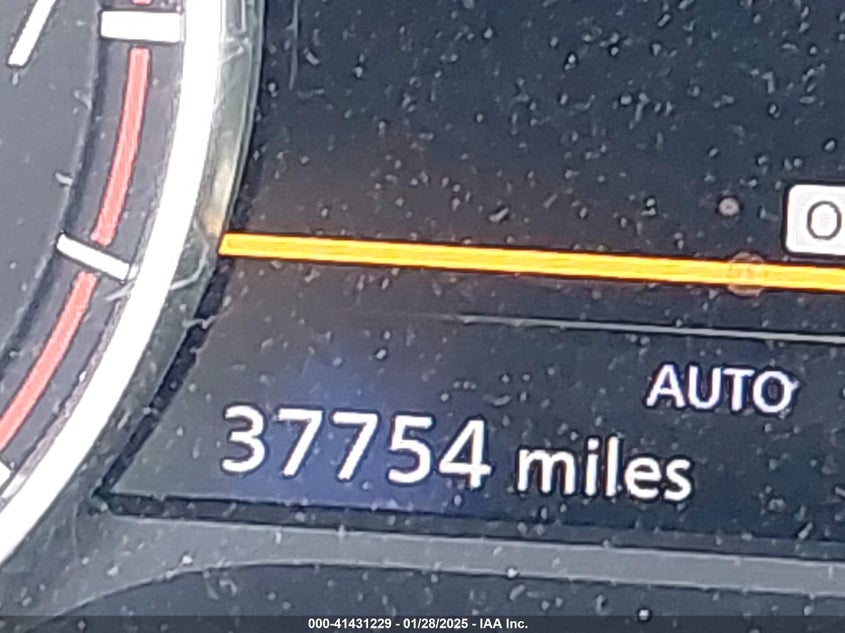 O
AUTO
37754 miles
000-41431229 - 01/28/2025 - IAA Inc.